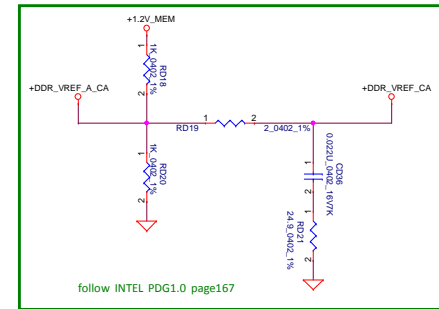 +1.2V_MEM
1
RD18
1K_0402_1%
2
+DDR_VREF_A_CA
+DDR_VREF_CA
RD19
1
2
2_0402_1%
1
RD20
1K_0402_1%
2
1
CD36
0.022U_0402_16V7K
2
1
RD21
24.9_0402_1%
2
follow INTEL PDG1.0 page167